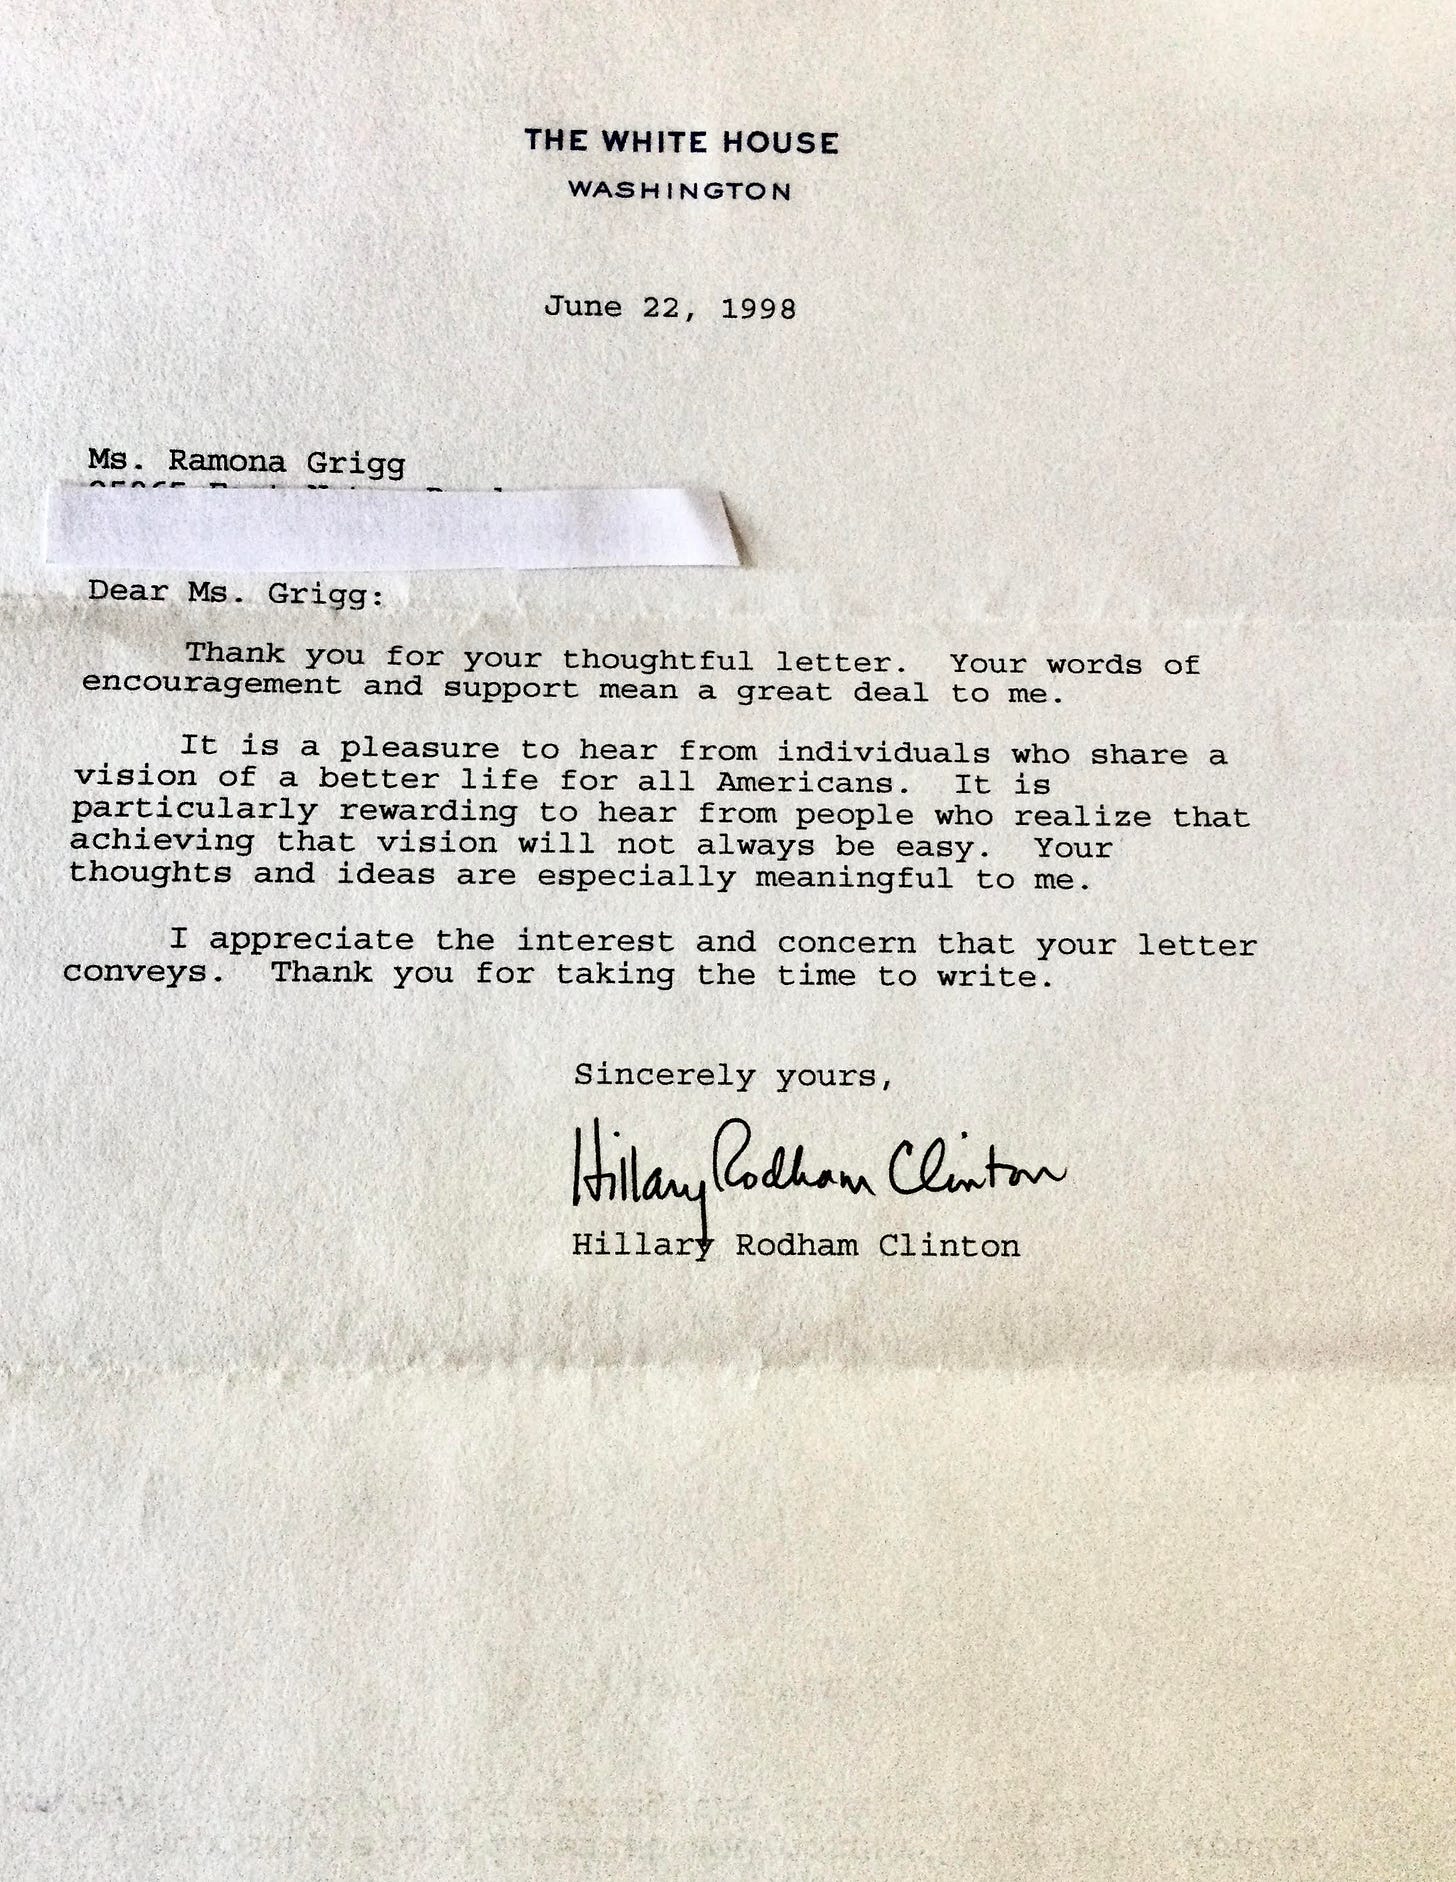 THE WHITE HOUSE
WASHINGTON
June 22, 1998
Ms. Ramona Grigg
Dear Ms. Grigg:
Thank you for your thoughtful letter. Your words of
encouragement and support mean a great deal to me.
It is a pleasure to hear from individuals who share a
vision of a better life for all Americans. It is
particularly rewarding to hear from people who realize that
achieving that vision will not always be easy. Your
thoughts and ideas are especially meaningful to me.
I appreciate the interest and concern that your letter
conveys. Thank you for taking the time to write.
Sincerely yours,
Hillary Rodham Clinton
Hillary Rodham Clinton